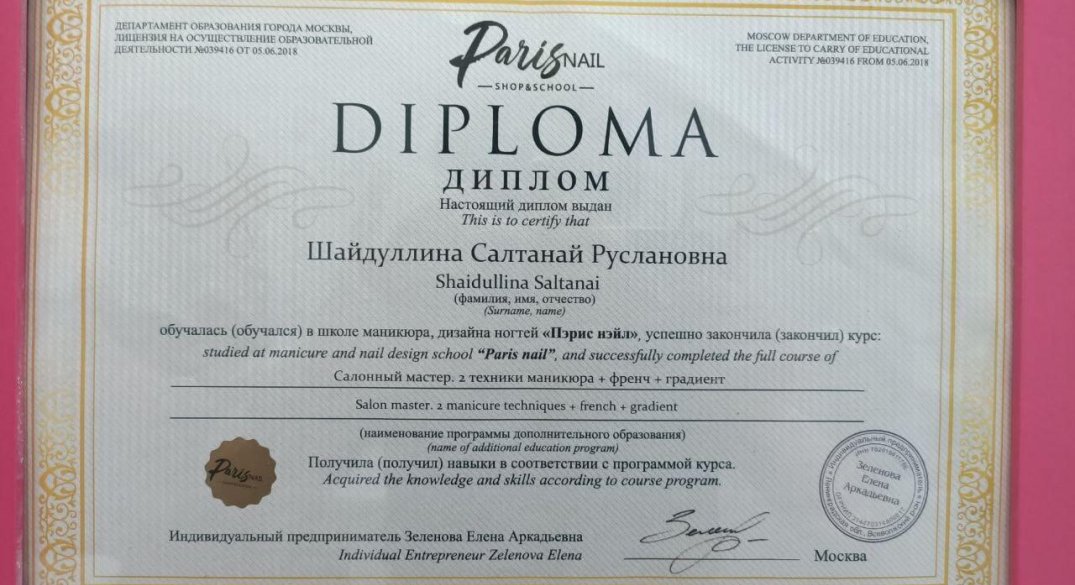 ДЕПАРТАМЕНТ ОБРАЗОВАНИЯ ГОРОДА МОСКВЫ,
ЛИЦЕНЗИЯ НА ОСУЩЕСТВЛЕНИЕ ОБРАЗОВАТЕЛЬНОЙ
ДЕЯТЕЛЬНОСТИ №039416 ОТ 05.06.2018
MOSCOW DEPARTMENT OF EDUCATION,
THE LICENSE TO CARRY OF EDUCATIONAL
ACTIVITY №039416 FROM 05.06.2018
Paris NAIL
SHOP&SCHOOL
DIPLOMA
ДИПЛОМ
Настоящий диплом выдан
This is to certify that
Шайдуллина Салтанай Руслановна
Shaidullina Saltanai
(фамилия, имя, отчество)
(Surname, name)
обучалась (обучался) в школе маникюра, дизайна ногтей «Пэрис нэйл», успешно закончила (закончил) курс:
studied at manicure and nail design school "Paris nail", and successfully completed the full course of
Салонный мастер. 2 техники маникюра + френч + градиент
Salon master. 2 manicure techniques + french + gradient
(наименование программы дополнительного образования)
(name of additional education program)
Получила (получил) навыки в соответствии с программой курса.
Acquired the knowledge and skills according to course program.
Paris NAIL
Индивидуальный предприниматель
Зеленова
Елена
Аркадьевна
Индивидуальный предприниматель Зеленова Елена Аркадьевна
Individual Entrepreneur Zelenova Elena
Москва